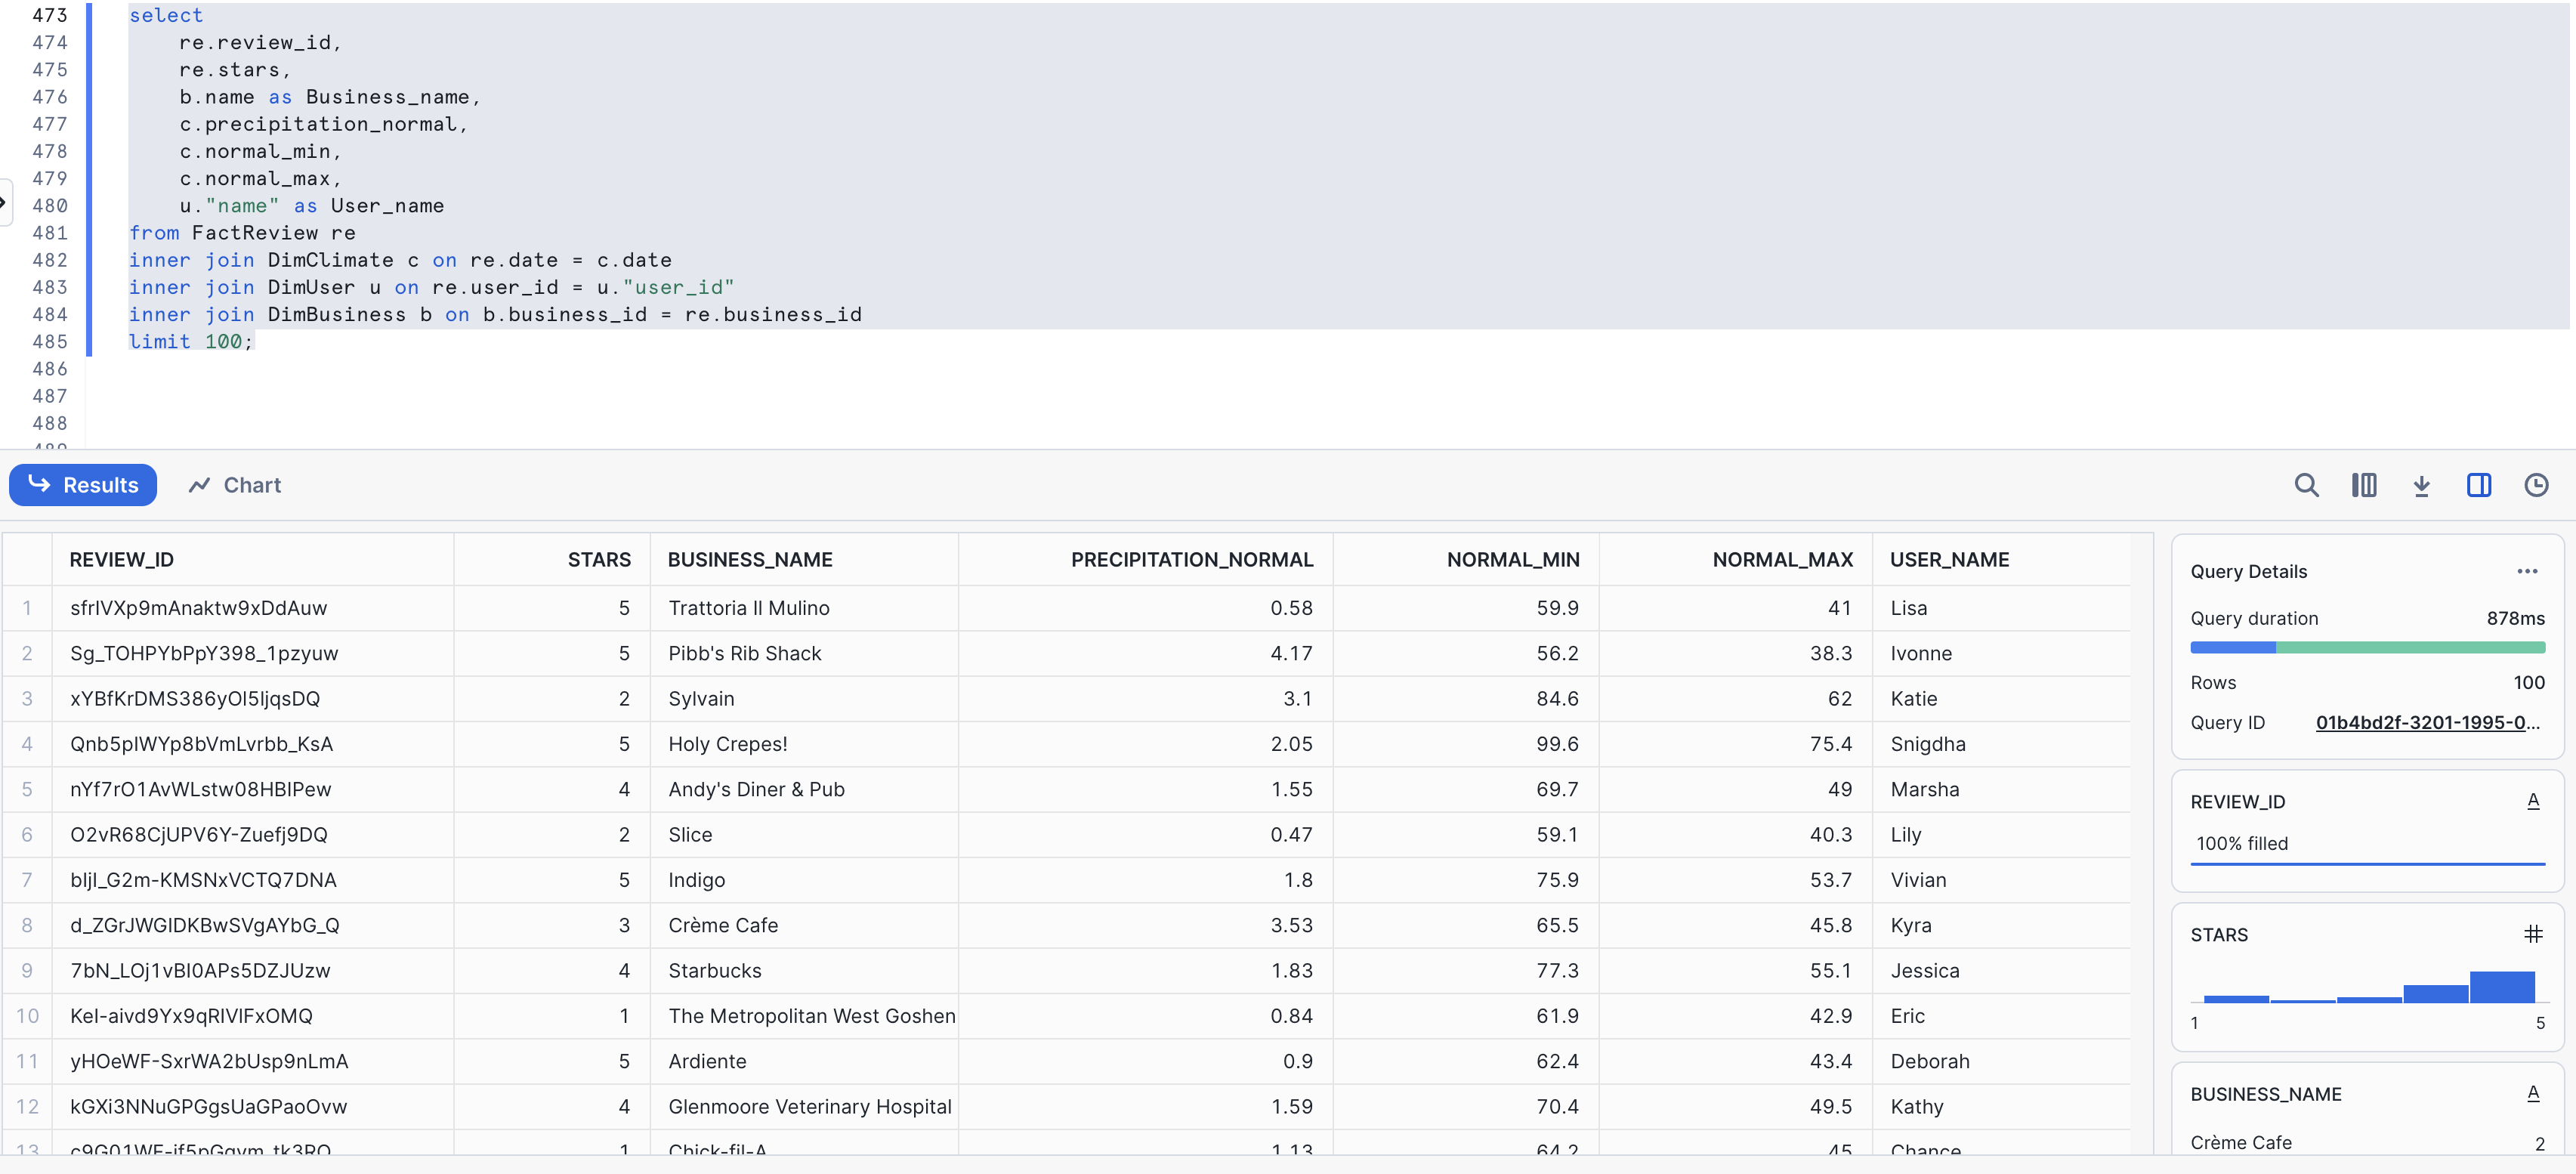 473 select
474 re.review_id,
475 re.stars,
476 b.name as Business_name,
477 c.precipitation_normal,
478 c.normal_min,
479 c.normal_max,
480 u."name" as User_name
481 from FactReview re
482 inner join DimClimate c on re.date = c.date
483 inner join DimUser u on re.user_id = u."user_id"
484 inner join DimBusiness b on b.business_id = re.business_id
485 limit 100;
486
487
488
Results Chart
REVIEW_ID STARS BUSINESS_NAME PRECIPITATION_NORMAL NORMAL_MIN NORMAL_MAX USER_NAME
1 sfrIVXp9mAnaktw9xDdAuw 5 Trattoria Il Mulino 0.58 59.9 41 Lisa
2 Sg_TOHPYbPpY398_1pzyuw 5 Pibb's Rib Shack 4.17 56.2 38.3 Ivonne
3 xYBfKrDMS386yOI5ljqsDQ 2 Sylvain 3.1 84.6 62 Katie
4 Qnb5pIWYp8bVmLvrbb_KsA 5 Holy Crepes! 2.05 99.6 75.4 Snigdha
5 nYf7rO1AvWLstw08HBIPew 4 Andy's Diner & Pub 1.55 69.7 49 Marsha
6 O2vR68CjUPV6Y-Zuefj9DQ 2 Slice 0.47 59.1 40.3 Lily
7 bIjl_G2m-KMSNxVCTQ7DNA 5 Indigo 1.8 75.9 53.7 Vivian
8 d_ZGrJWGIDKBwSVgAYbG_Q 3 Crème Cafe 3.53 65.5 45.8 Kyra
9 7bN_LOj1vBI0APs5DZJUzw 4 Starbucks 1.83 77.3 55.1 Jessica
10 KeI-aivd9Yx9qRIVIFxOMQ 1 The Metropolitan West Goshen 0.84 61.9 42.9 Eric
11 yHOeWF-SxrWA2bUsp9nLmA 5 Ardiente 0.9 62.4 43.4 Deborah
12 kGXi3NNuGPGgsUaGPaoOvw 4 Glenmoore Veterinary Hospital 1.59 70.4 49.5 Kathy
13 1 Chick-fil-A 1.13 64.2 45 Chance
Query Details
Query duration 878ms
Rows 100
Query ID 01b4bd2f-3201-1995-0...
REVIEW_ID A
100% filled
STARS #
1 5
BUSINESS_NAME A
Crème Cafe 2